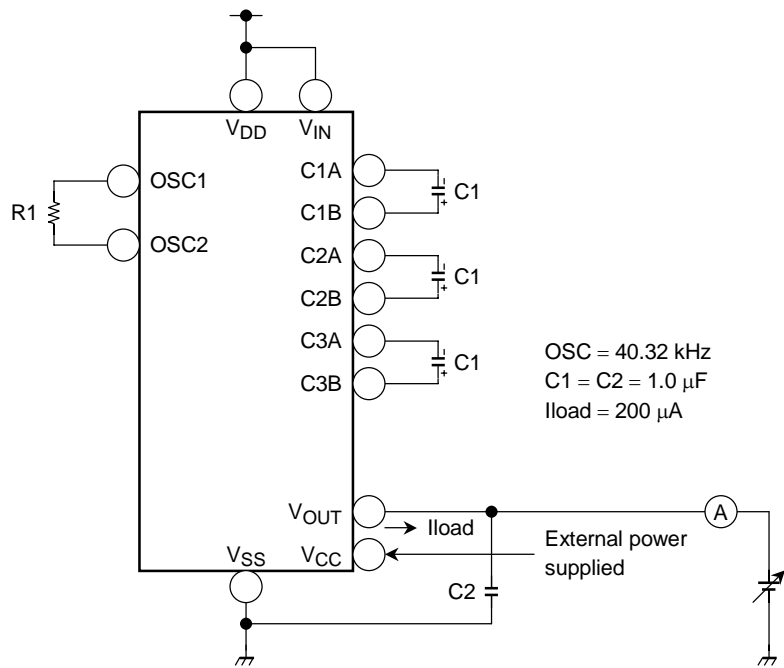 VDD
VIN
OSC1
OSC2
R1
C1A
C1B
C1
C2A
C2B
C1
C3A
C3B
C1
-
+
-
+
-
+
OSC = 40.32 kHz
C1 = C2 = 1.0 μF
Iload = 200 μA
VOUT
Iload
A
VSS
VCC
External power
supplied
C2